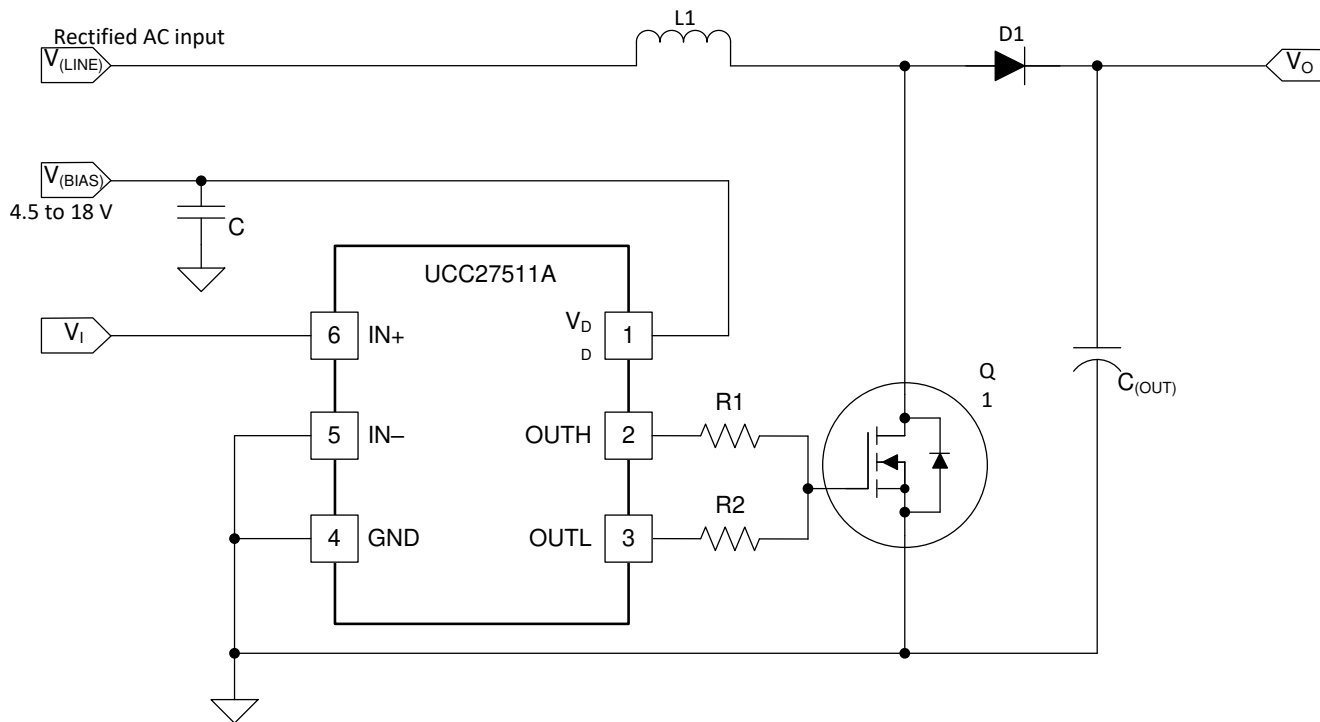 L1
Rectified AC input
D1
V(LINE)
VO
V(BIAS)
4.5 to 18 V
C
UCC27511A
VI
6
IN+
VD
D
1
Q
1
C(OUT)
R1
5
IN–
OUTH
2
R2
4
GND
OUTL
3